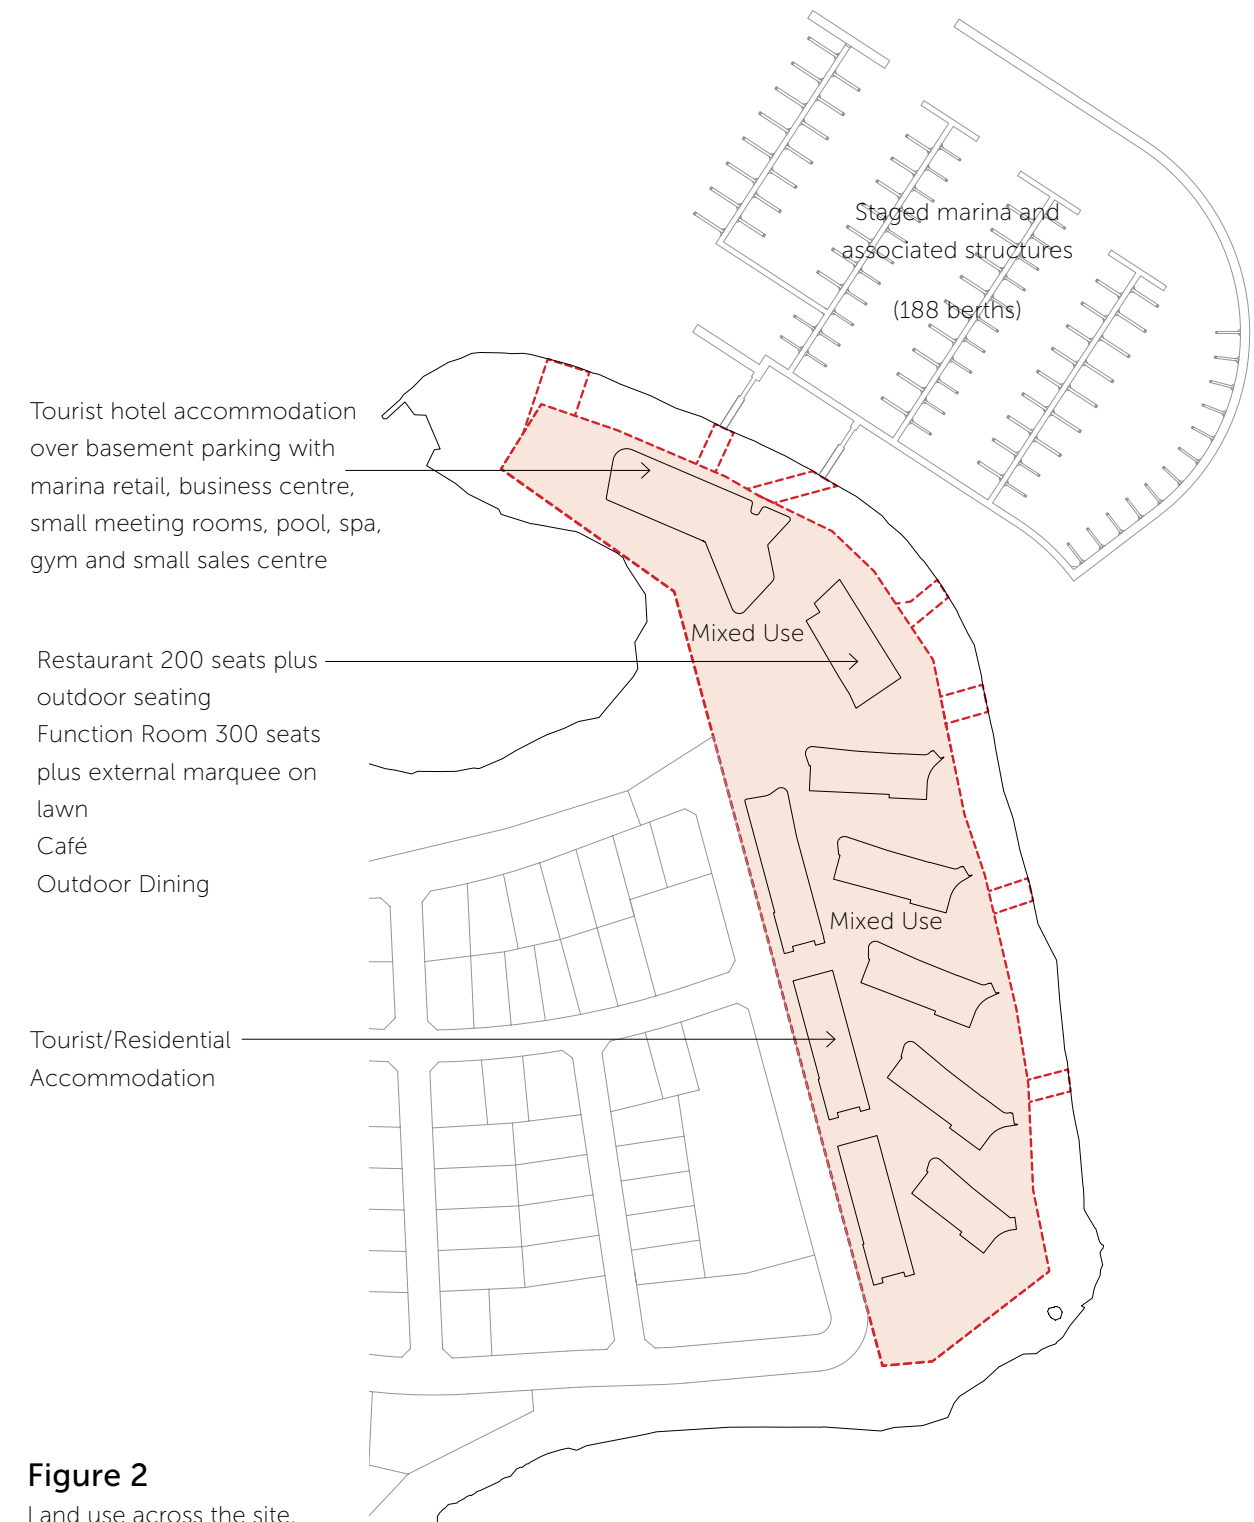 Staged marina and
associated structures
(188 berths)
Tourist hotel accommodation
over basement parking with
marina retail, business centre,
small meeting rooms, pool, spa,
gym and small sales centre
Mixed Use
Restaurant 200 seats plus
outdoor seating
Function Room 300 seats
plus external marquee on
lawn
Café
Outdoor Dining
Mixed Use
Tourist/Residential
Accommodation
Figure 2
Land use across the site.